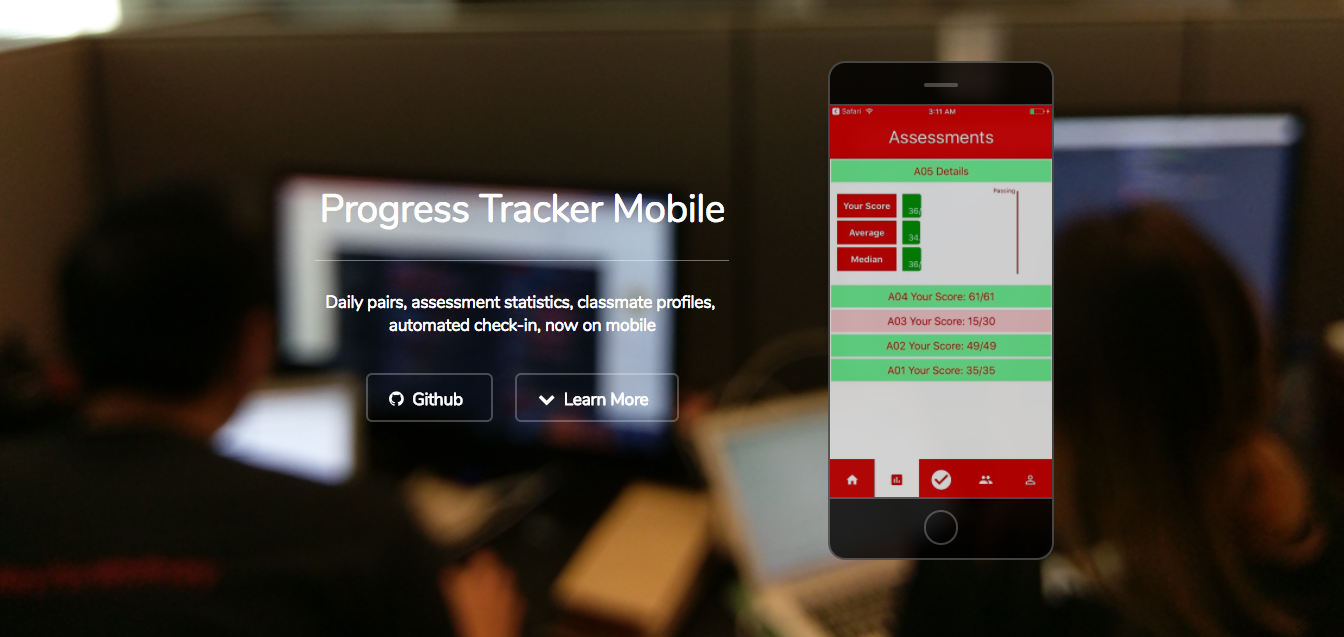 Progress Tracker Mobile
Daily pairs, assessment statistics, classmate profiles,
automated check-in, now on mobile
Github
Learn More
Safari
3:11 AM
Assessments
A05 Details
Passing
Your Score
36/
Average
34.
Median
36/
A04 Your Score: 61/61
A03 Your Score: 15/30
A02 Your Score: 49/49
A01 Your Score: 35/35